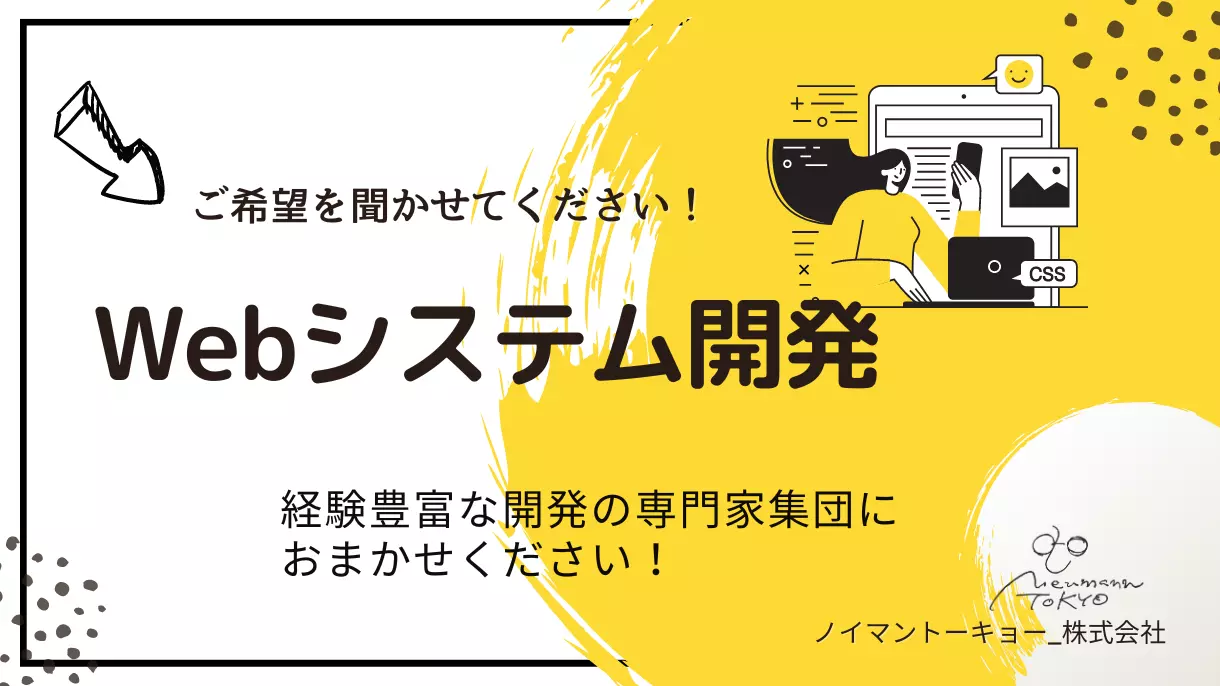 ご希望を聞かせてください！
CSS
Webシステム開発
経験豊富な開発の専門家集団に
おまかせください！
Neumann
TOKYO
ノイマントーキョー_株式会社